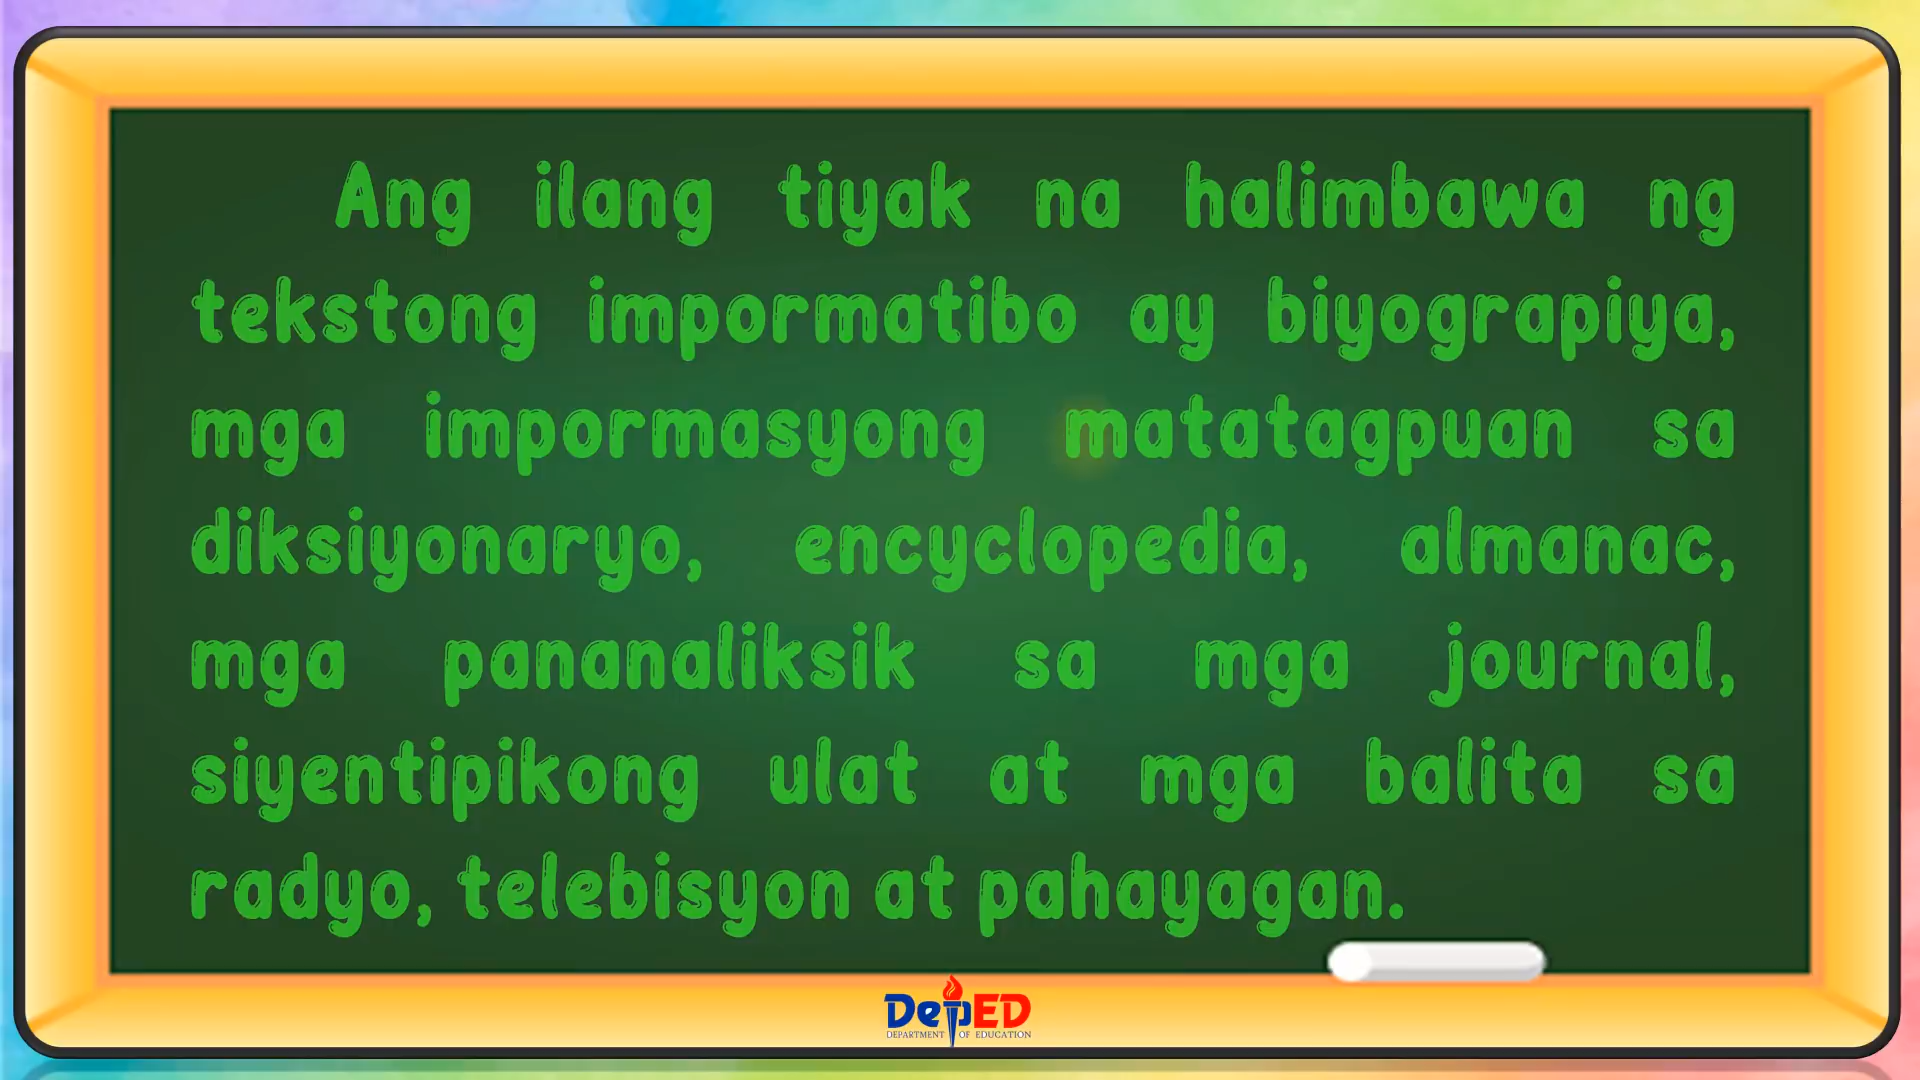 Ang ilang tiyak na halimbawa ng
tekstong impormatibo ay biyograpiya,
mga impormasyong matatagpuan sa
diksiyonaryo, encyclopedia, almanac,
mga pananaliksik sa mga journal,
siyentipikong ulat at mga balita sa
radyo, telebisyon at pahayagan.
DepED
DEPARTMENT OF EDUCATION